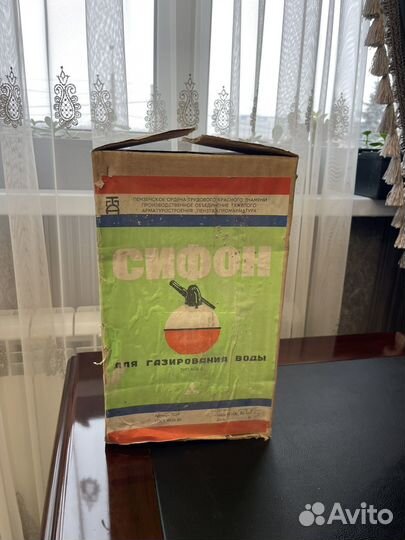 ПЕНЗЕНСКОЕ ОРДЕНА ТРУДОВОГО КРАСНОГО ЗНАМЕНИ
ПРОИЗВОДСТВЕННОЕ ОБЪЕДИНЕНИЕ ТЯЖЕЛОГО
АРМАТУРОСТРОЕНИЯ "ПЕНЗТЯЖПРОМАРМАТУРА"
СИФОН
ДЛЯ ГАЗИРОВАНИЯ ВОДЫ
Avito